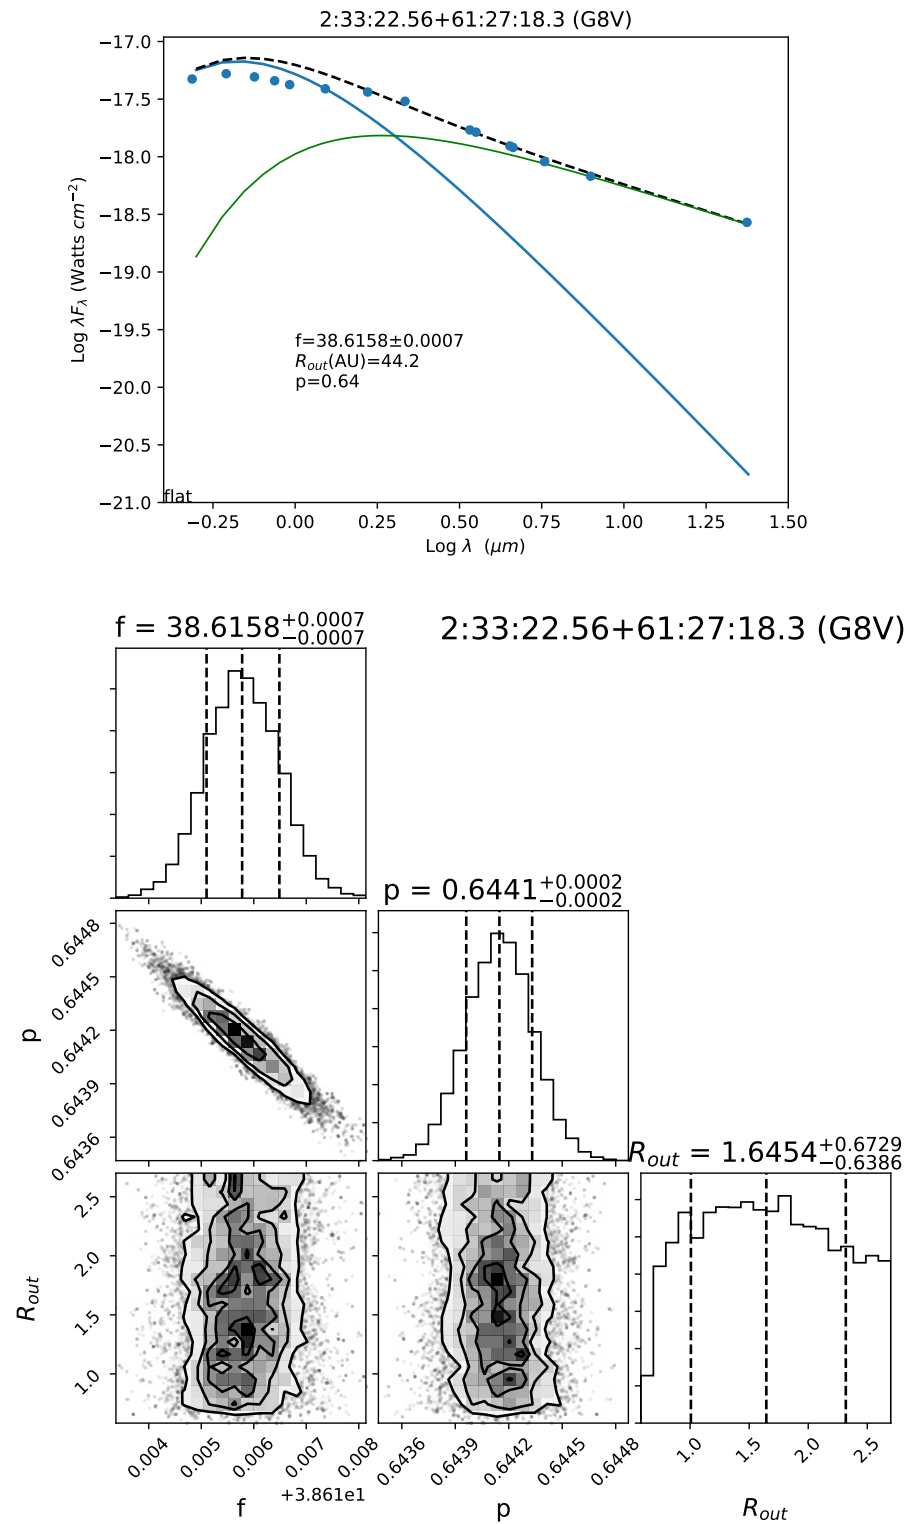 2:33:22.56+61:27:18.3 (G8V)
−17.0
−17.5
−18.0
−18.5
−19.0
−19.5
−20.0
−20.5
−21.0
Log λFλ (Watts cm⁻²)
f=38.6158±0.0007
Rout(AU)=44.2
p=0.64
flat
−0.25 0.00 0.25 0.50 0.75 1.00 1.25 1.50
Log λ (μm)
f = 38.6158+0.0007−0.0007
2:33:22.56+61:27:18.3 (G8V)
p = 0.6441+0.0002−0.0002
0.6448
0.6445
0.6442
0.6439
0.6436
p
Rout = 1.6454+0.6729−0.6386
2.5
2.0
1.5
1.0
Rout
0.004 0.005 0.006 0.007 0.008
+3.861e1
f
0.6436 0.6439 0.6442 0.6445 0.6448
p
1.0 1.5 2.0 2.5
Rout